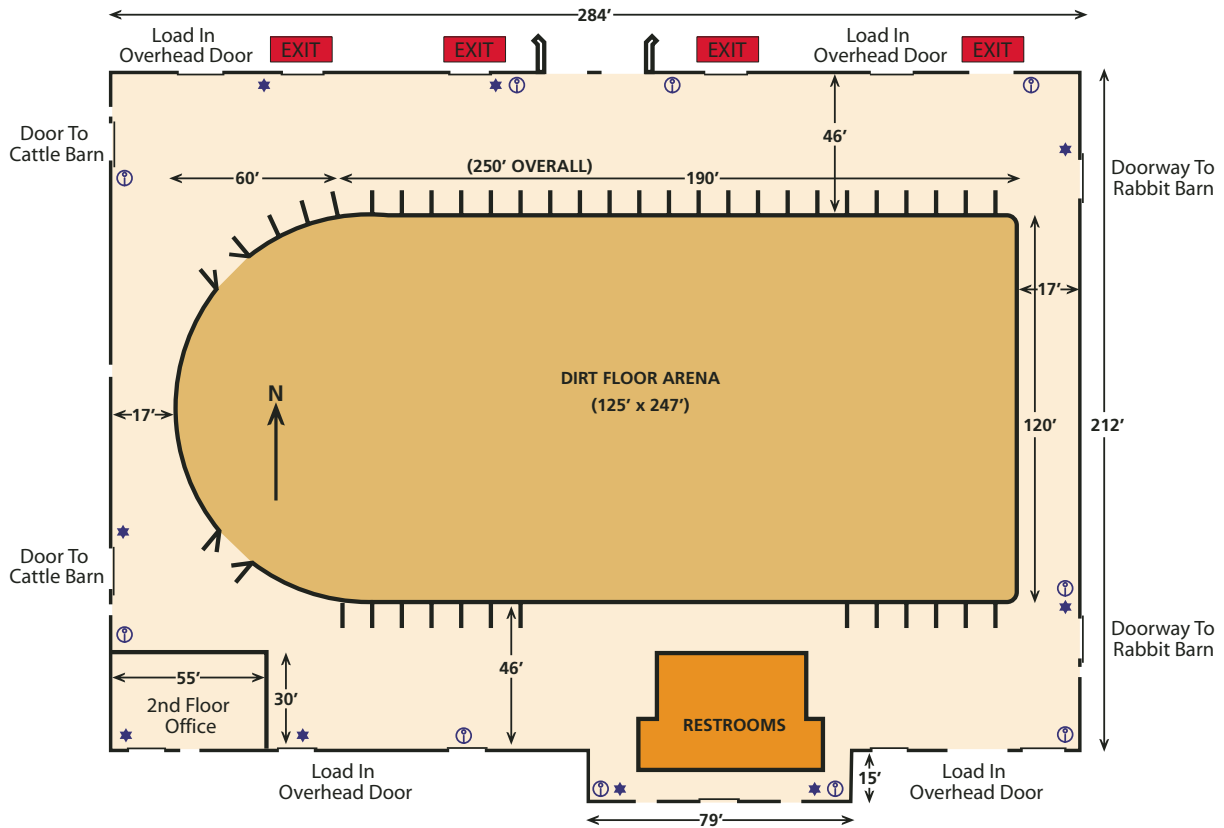 284’
Load In
Overhead Door
EXIT
EXIT
EXIT
Load In
Overhead Door
EXIT
Door To
Cattle Barn
46’
Doorway To
Rabbit Barn
(250’ OVERALL)
60’
190’
17’
DIRT FLOOR ARENA
(125’ x 247’)
N
17’
120’
212’
Door To
Cattle Barn
Doorway To
Rabbit Barn
55’
30’
46’
2nd Floor
Office
RESTROOMS
Load In
Overhead Door
15’
Load In
Overhead Door
79’